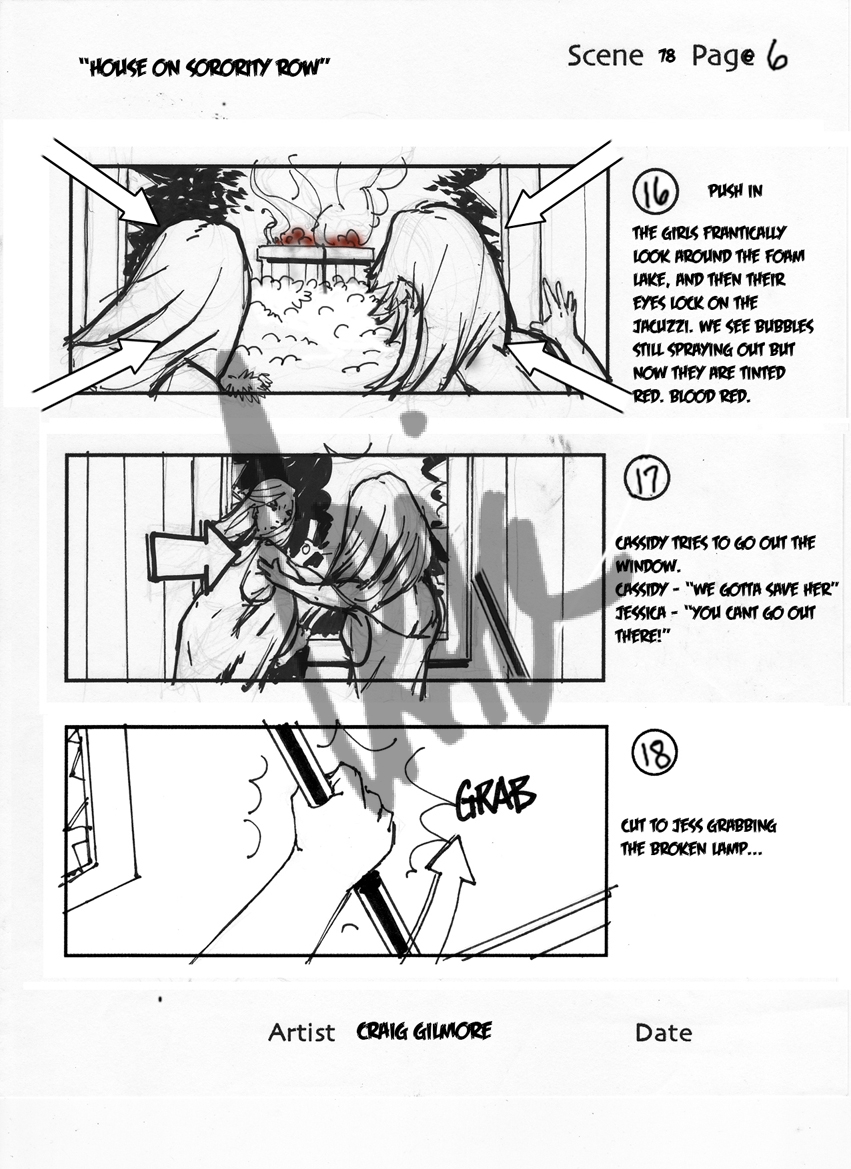 "HOUSE ON SORORITY ROW"
Scene 78 Page 6
16 PUSH IN
THE GIRLS FRANTICALLY
LOOK AROUND THE FOAM
LAKE, AND THEN THEIR
EYES LOCK ON THE
JACUZZI. WE SEE BUBBLES
STILL SPRAYING OUT BUT
NOW THEY ARE TINTED
RED. BLOOD RED.
17
CASSIDY TRIES TO GO OUT THE
WINDOW.
CASSIDY - "WE GOTTA SAVE HER"
JESSICA - "YOU CANT GO OUT
THERE!"
18
GRAB
CUT TO JESS GRABBING
THE BROKEN LAMP...
Artist CRAIG GILMORE
Date